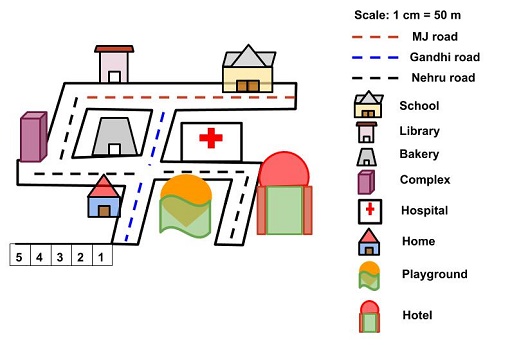 Scale: 1 cm = 50 m
MJ road
Gandhi road
Nehru road
School
Library
Bakery
Complex
Hospital
Home
Playground
Hotel
5 4 3 2 1